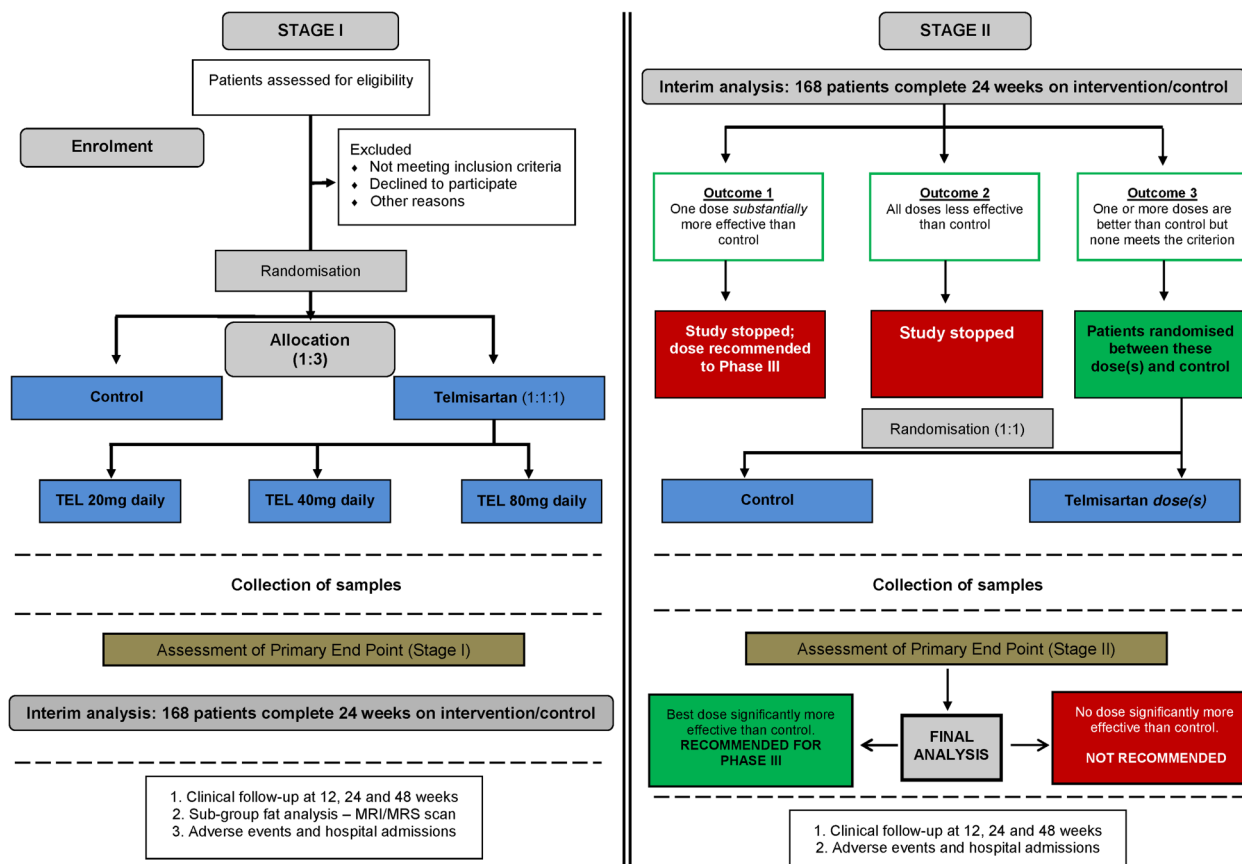 STAGE I
Patients assessed for eligibility
Enrolment
Excluded
♦ Not meeting inclusion criteria
♦ Declined to participate
♦ Other reasons
Randomisation
Allocation
(1:3)
Control
Telmisartan (1:1:1)
TEL 20mg daily
TEL 40mg daily
TEL 80mg daily
Collection of samples
Assessment of Primary End Point (Stage I)
Interim analysis: 168 patients complete 24 weeks on intervention/control
1. Clinical follow-up at 12, 24 and 48 weeks
2. Sub-group fat analysis – MRI/MRS scan
3. Adverse events and hospital admissions
STAGE II
Interim analysis: 168 patients complete 24 weeks on intervention/control
Outcome 1
One dose substantially
more effective than
control
Outcome 2
All doses less effective
than control
Outcome 3
One or more doses are
better than control but
none meets the criterion
Study stopped;
dose recommended
to Phase III
Study stopped
Patients randomised
between these
dose(s) and control
Randomisation (1:1)
Control
Telmisartan dose(s)
Collection of samples
Assessment of Primary End Point (Stage II)
Best dose significantly more
effective than control.
RECOMMENDED FOR
PHASE III
FINAL
ANALYSIS
No dose significantly more
effective than control.
NOT RECOMMENDED
1. Clinical follow-up at 12, 24 and 48 weeks
2. Adverse events and hospital admissions